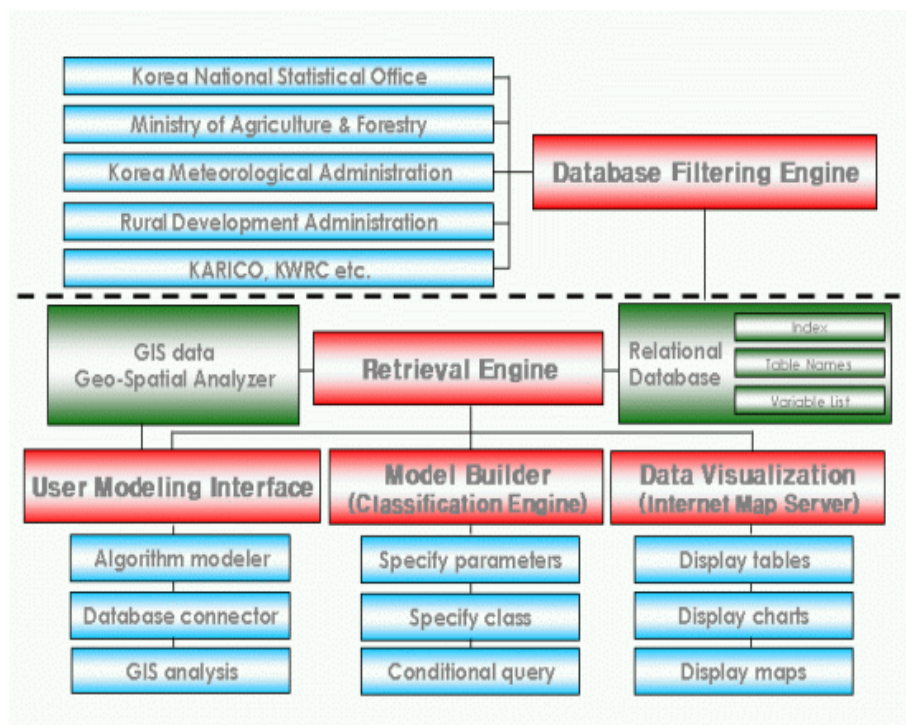 Korea National Statistical Office
Ministry of Agriculture & Forestry
Korea Meteorological Administration
Rural Development Administration
KARICO, KWRC etc.
Database Filtering Engine
GIS data
Geo-Spatial Analyzer
Retrieval Engine
Relational
Database
Index
Table Names
Variable List
User Modeling Interface
Model Builder
(Classification Engine)
Data Visualization
(Internet Map Server)
Algorithm modeler
Database connector
GIS analysis
Specify parameters
Specify class
Conditional query
Display tables
Display charts
Display maps